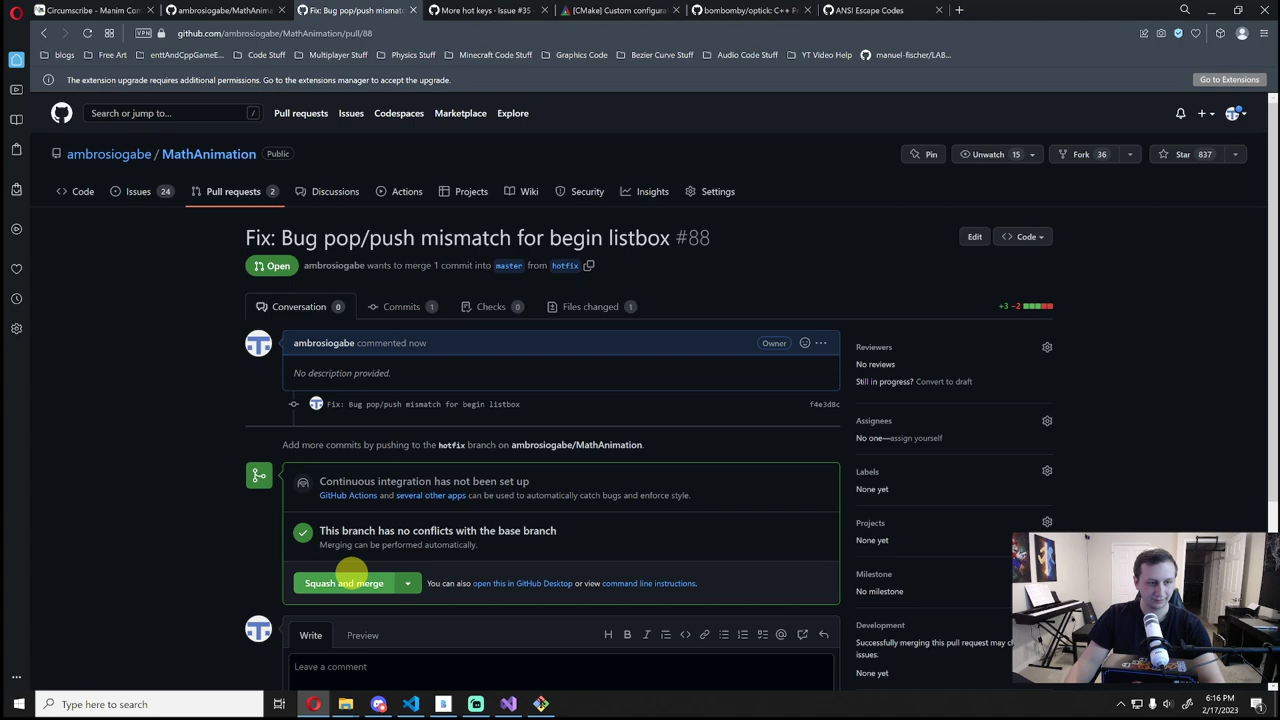 Circumscribe - Manim Com
ambrosiogabe/MathAnima
Fix: Bug pop/push mismatc
More hot keys - Issue #35
[CMake] Custom configurat
bombomby/optick: C++ P
ANSI Escape Codes
VPN
github.com/ambrosiogabe/MathAnimation/pull/88
blogs
Free Art
enttAndCppGameE...
Code Stuff
Multiplayer Stuff
Physics Stuff
Minecraft Code Stuff
Graphics Code
Bezier Curve Stuff
Audio Code Stuff
YT Video Help
manuel-fischer/LAB...
The extension upgrade requires additional permissions. Go to the extensions manager to accept the upgrade.
Go to Extensions
Search or jump to...
/
Pull requests
Issues
Codespaces
Marketplace
Explore
ambrosiogabe / MathAnimation
Public
Pin
Unwatch 15
Fork 36
Star 837
Code
Issues 24
Pull requests 2
Discussions
Actions
Projects
Wiki
Security
Insights
Settings
Fix: Bug pop/push mismatch for begin listbox #88
Edit
Code
Open
ambrosiogabe wants to merge 1 commit into master from hotfix
Conversation 0
Commits 1
Checks 0
Files changed 1
+3 −2
ambrosiogabe commented now
Owner
No description provided.
Fix: Bug pop/push mismatch for begin listbox
f4e3d8c
Add more commits by pushing to the hotfix branch on ambrosiogabe/MathAnimation.
Continuous integration has not been set up
GitHub Actions and several other apps can be used to automatically catch bugs and enforce style.
This branch has no conflicts with the base branch
Merging can be performed automatically.
Squash and merge
You can also open this in GitHub Desktop or view command line instructions.
Write
Preview
H B I
Leave a comment
Reviewers
No reviews
Still in progress? Convert to draft
Assignees
No one—assign yourself
Labels
None yet
Projects
None yet
Milestone
No milestone
Development
Successfully merging this pull request may
issues.
None yet
Type here to search
6:16 PM
2/17/2023